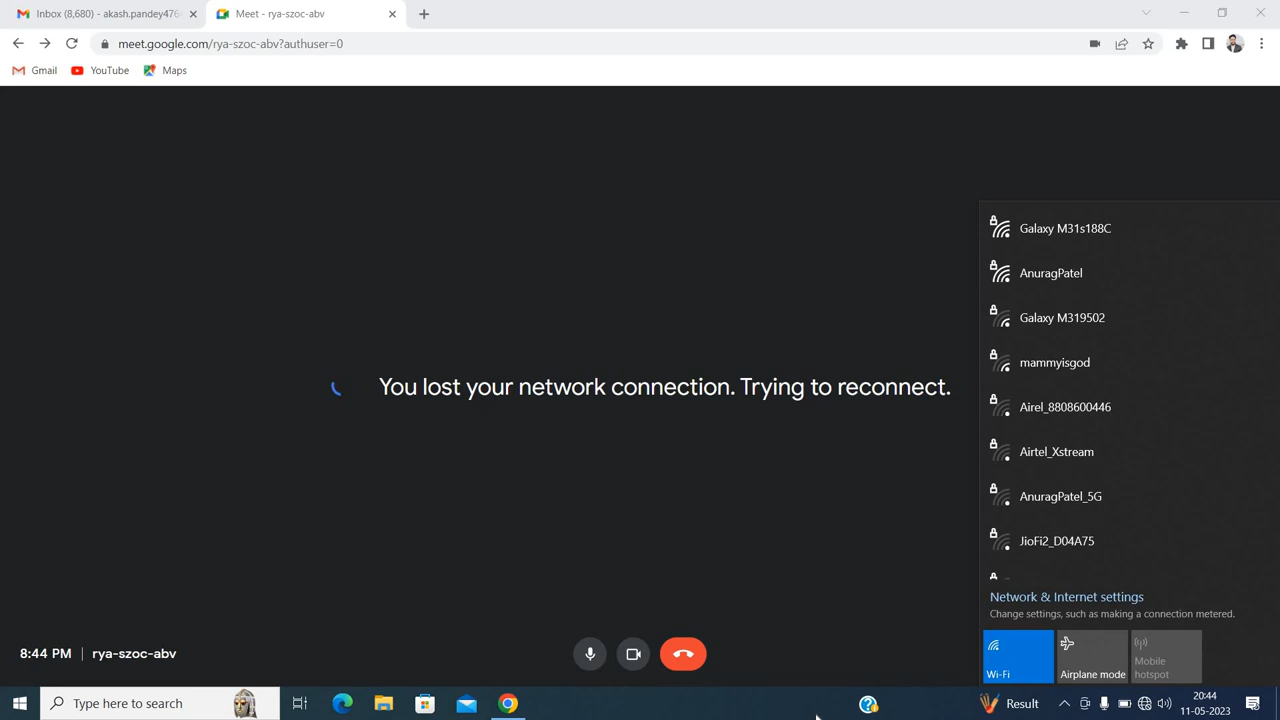 Inbox (8,680) - akash.pandey476
Meet - rya-szoc-abv
meet.google.com/rya-szoc-abv?authuser=0
Gmail
YouTube
Maps
Galaxy M31s188C
AnuragPatel
Galaxy M319502
mammyisgod
You lost your network connection. Trying to reconnect.
Airel_8808600446
Airtel_Xstream
AnuragPatel_5G
JioFi2_D04A75
Network & Internet settings
Change settings, such as making a connection metered.
Wi-Fi
Airplane mode
Mobile
hotspot
8:44 PM
rya-szoc-abv
Type here to search
Result
20:44
11-05-2023